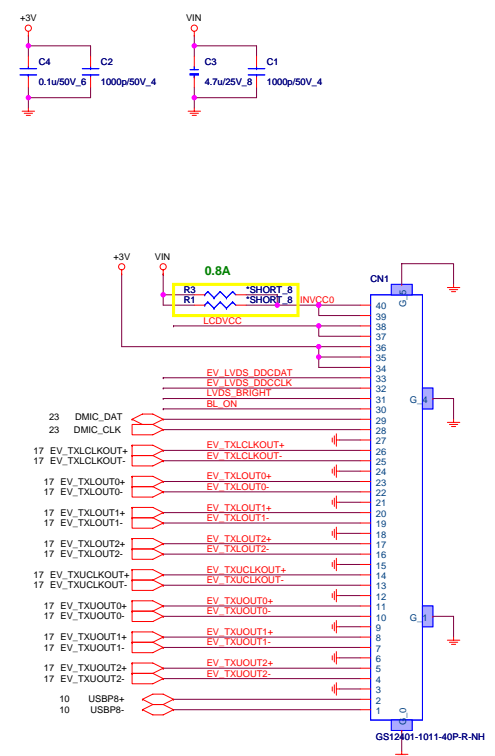 +3V
VIN
C4
C2
C3
C1
0.1u/50V_6
1000p/50V_4
4.7u/25V_8
1000p/50V_4
+3V
VIN
0.8A
CN1
G_5
R3
*SHORT_8
R1
*SHORT_8
INVCC0
40
39
LCDVCC
38
37
36
35
34
EV_LVDS_DDCDAT
33
EV_LVDS_DDCCLK
32
LVDS_BRIGHT
31
G_4
BL_ON
30
23 DMIC_DAT
29
23 DMIC_CLK
28
27
17 EV_TXLCLKOUT+
EV_TXLCLKOUT+
26
17 EV_TXLCLKOUT-
EV_TXLCLKOUT-
25
24
17 EV_TXLOUT0+
EV_TXLOUT0+
23
17 EV_TXLOUT0-
EV_TXLOUT0-
22
21
17 EV_TXLOUT1+
EV_TXLOUT1+
20
17 EV_TXLOUT1-
EV_TXLOUT1-
19
18
17 EV_TXLOUT2+
EV_TXLOUT2+
17
17 EV_TXLOUT2-
EV_TXLOUT2-
16
15
17 EV_TXUCLKOUT+
EV_TXUCLKOUT+
14
17 EV_TXUCLKOUT-
EV_TXUCLKOUT-
13
12
17 EV_TXUOUT0+
EV_TXUOUT0+
11
17 EV_TXUOUT0-
EV_TXUOUT0-
10
G_1
9
17 EV_TXUOUT1+
EV_TXUOUT1+
8
17 EV_TXUOUT1-
EV_TXUOUT1-
7
6
17 EV_TXUOUT2+
EV_TXUOUT2+
5
17 EV_TXUOUT2-
EV_TXUOUT2-
4
3
10 USBP8+
2
10 USBP8-
1
G_0
GS12401-1011-40P-R-NH